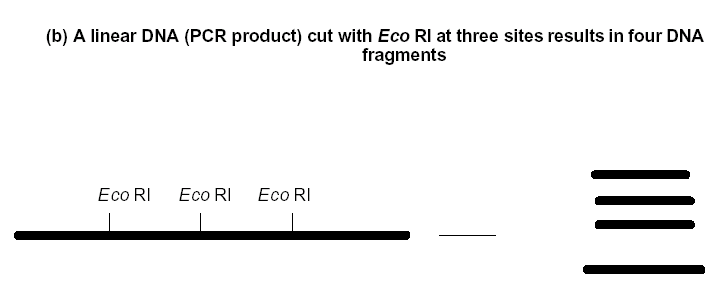 (b) A linear DNA (PCR product) cut with Eco RI at three sites results in four DNA
fragments
Eco RI Eco RI Eco RI